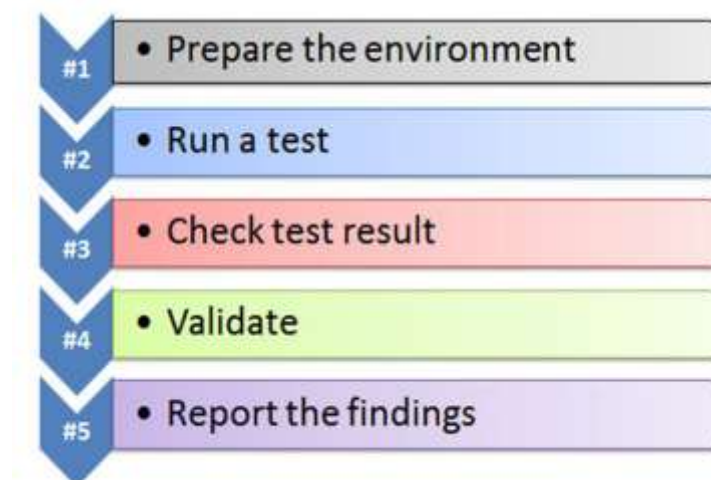 #1 • Prepare the environment
#2 • Run a test
#3 • Check test result
#4 • Validate
#5 • Report the findings